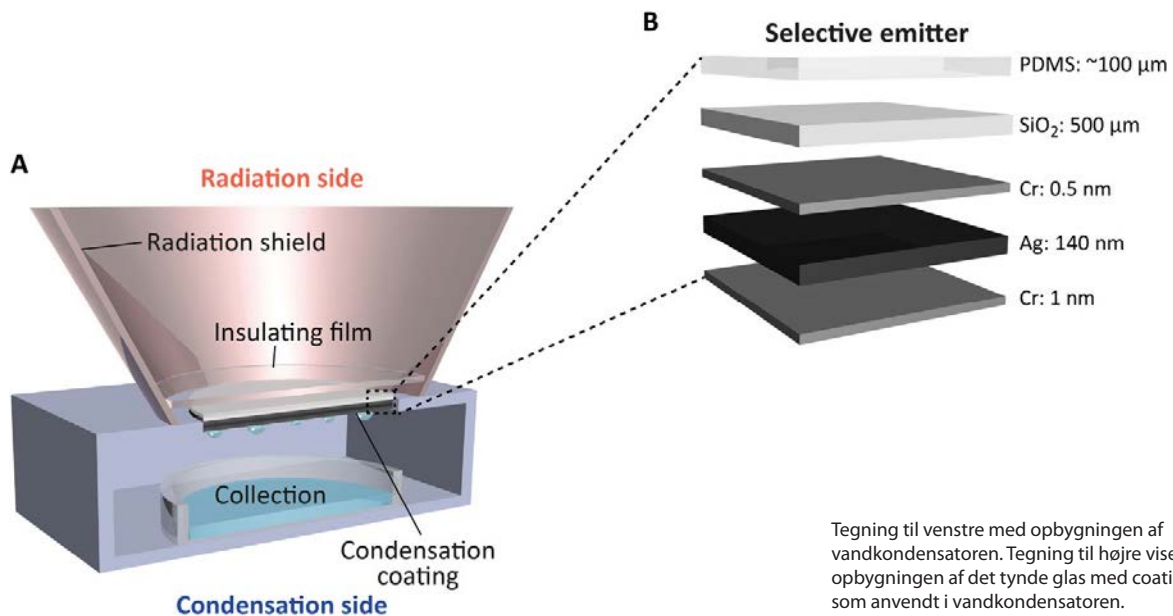 A
Radiation side
Radiation shield
Insulating film
Collection
Condensation
coating
Condensation side
B
Selective emitter
PDMS: ~100 µm
SiO₂: 500 µm
Cr: 0.5 nm
Ag: 140 nm
Cr: 1 nm
Tegning til venstre med opbygningen af
vandkondensatoren. Tegning til højre vise
opbygningen af det tynde glas med coati
som anvendt i vandkondensatoren.